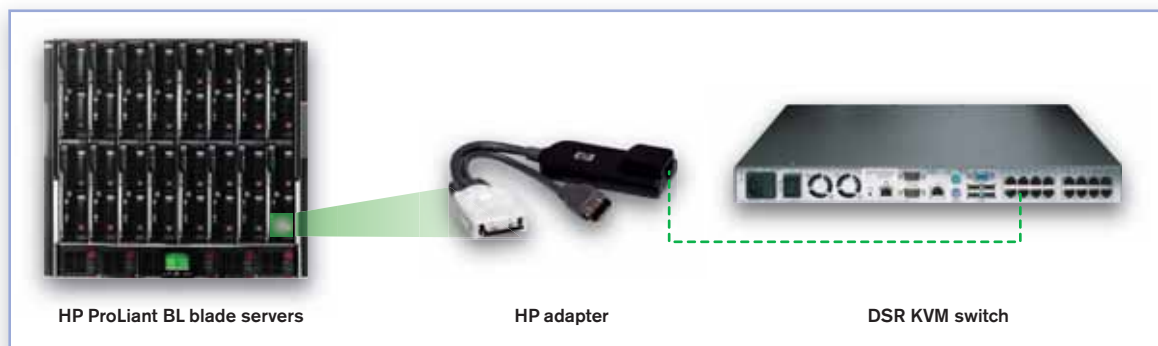 HP ProLiant BL blade servers
HP adapter
DSR KVM switch